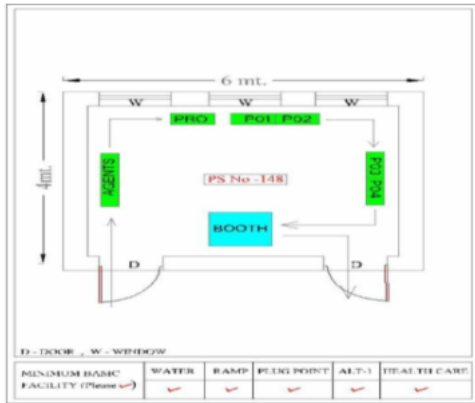 6 mt.
W W W
PRO P01 P02
4mt.
AGENTS
P03 P04
PS No -148
BOOTH
D D
D - DOOR , W - WINDOW
MINIMUM BASIC FACILITY (Please ✓) WATER RAMP PLUG POINT ALT-1 HEALTH CARE
✓ ✓ ✓ ✓ ✓